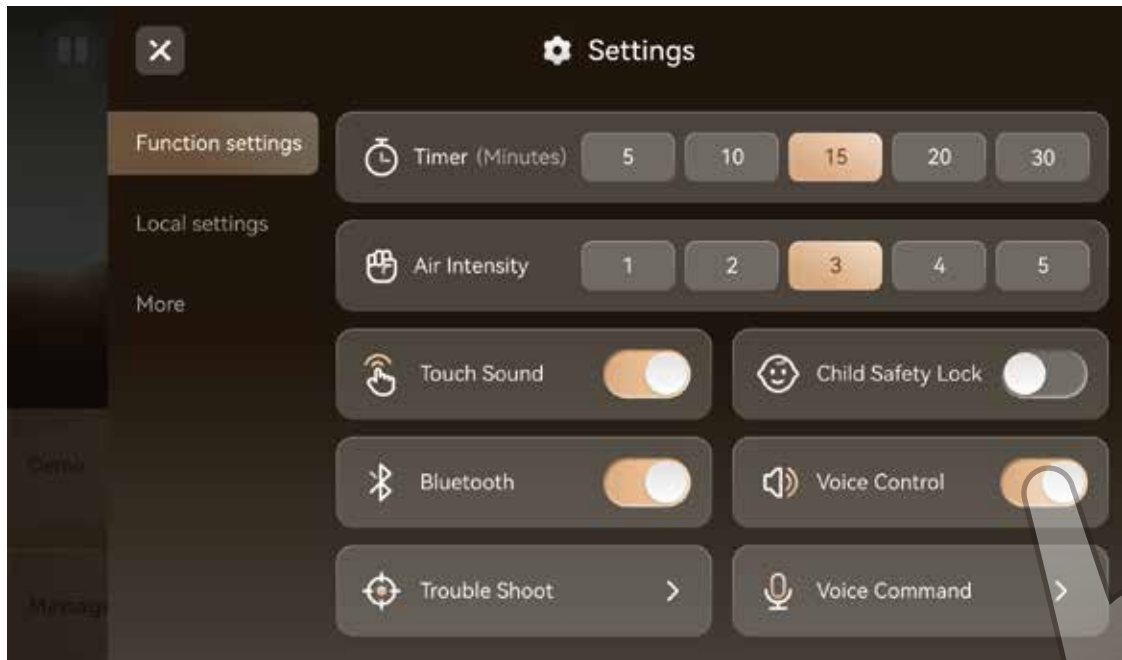 Settings
Function settings
Local settings
More
Timer (Minutes) 5 10 15 20 30
Air Intensity 1 2 3 4 5
Touch Sound
Child Safety Lock
Bluetooth
Voice Control
Trouble Shoot
Voice Command
Demo